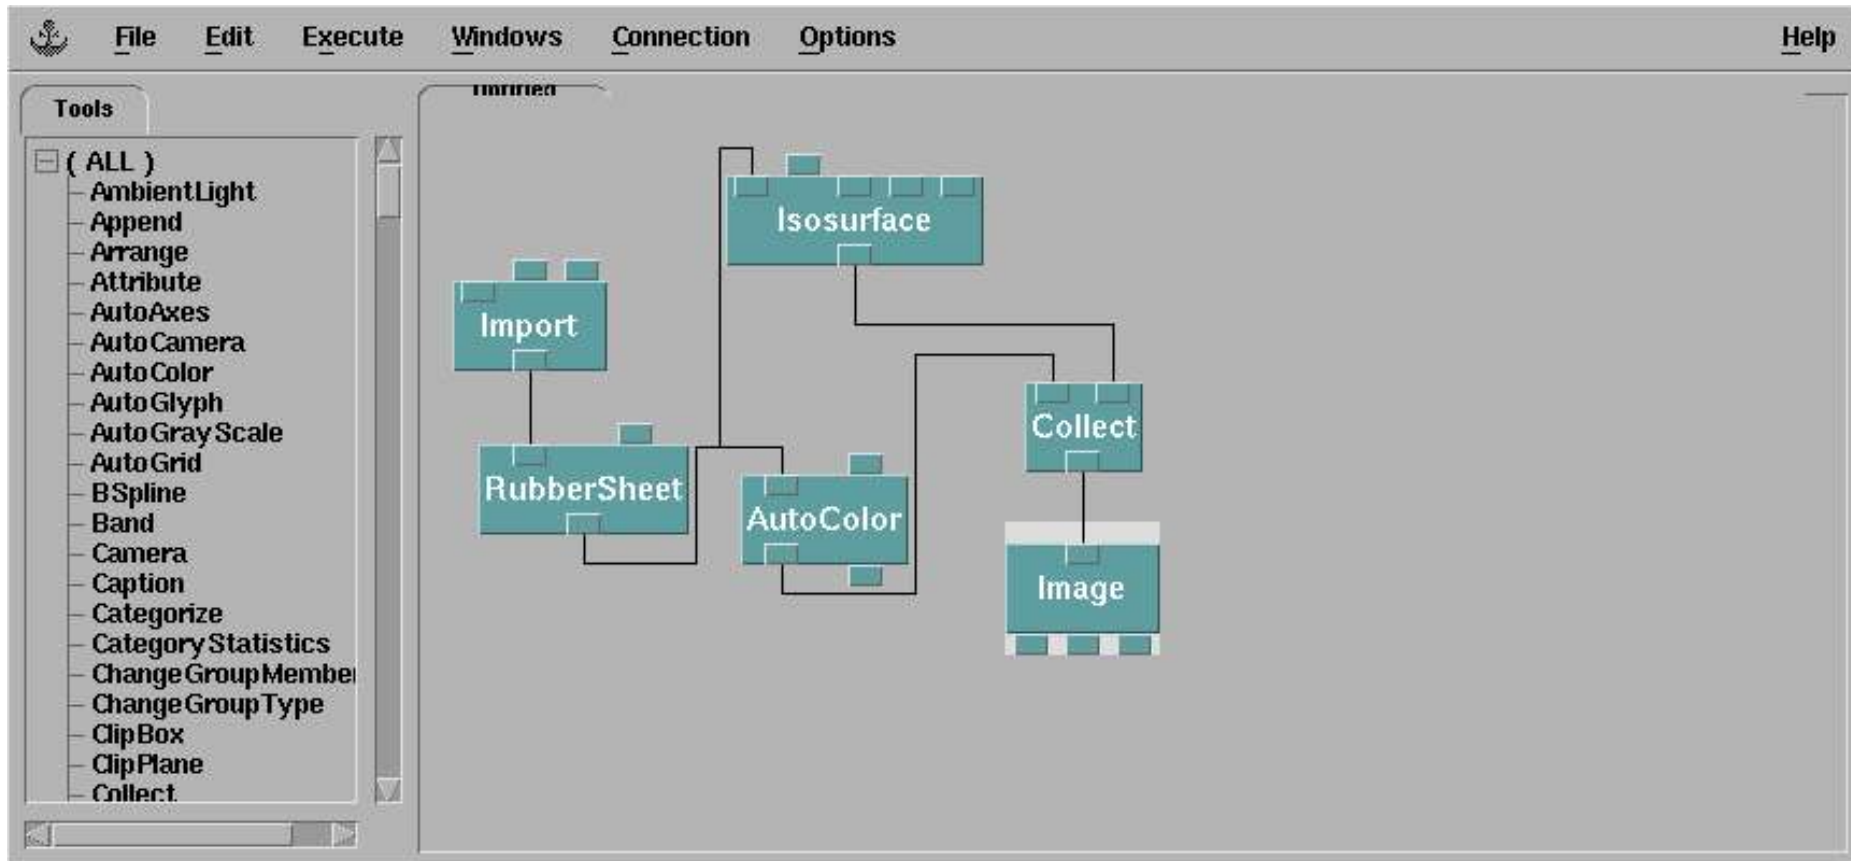 File Edit Execute Windows Connection Options Help
Tools
Untitled
( ALL )
AmbientLight
Append
Arrange
Attribute
AutoAxes
AutoCamera
AutoColor
AutoGlyph
AutoGrayScale
AutoGrid
BSpline
Band
Camera
Caption
Categorize
CategoryStatistics
ChangeGroupMember
ChangeGroupType
ClipBox
ClipPlane
Collect
Isosurface
Import
Collect
RubberSheet
AutoColor
Image